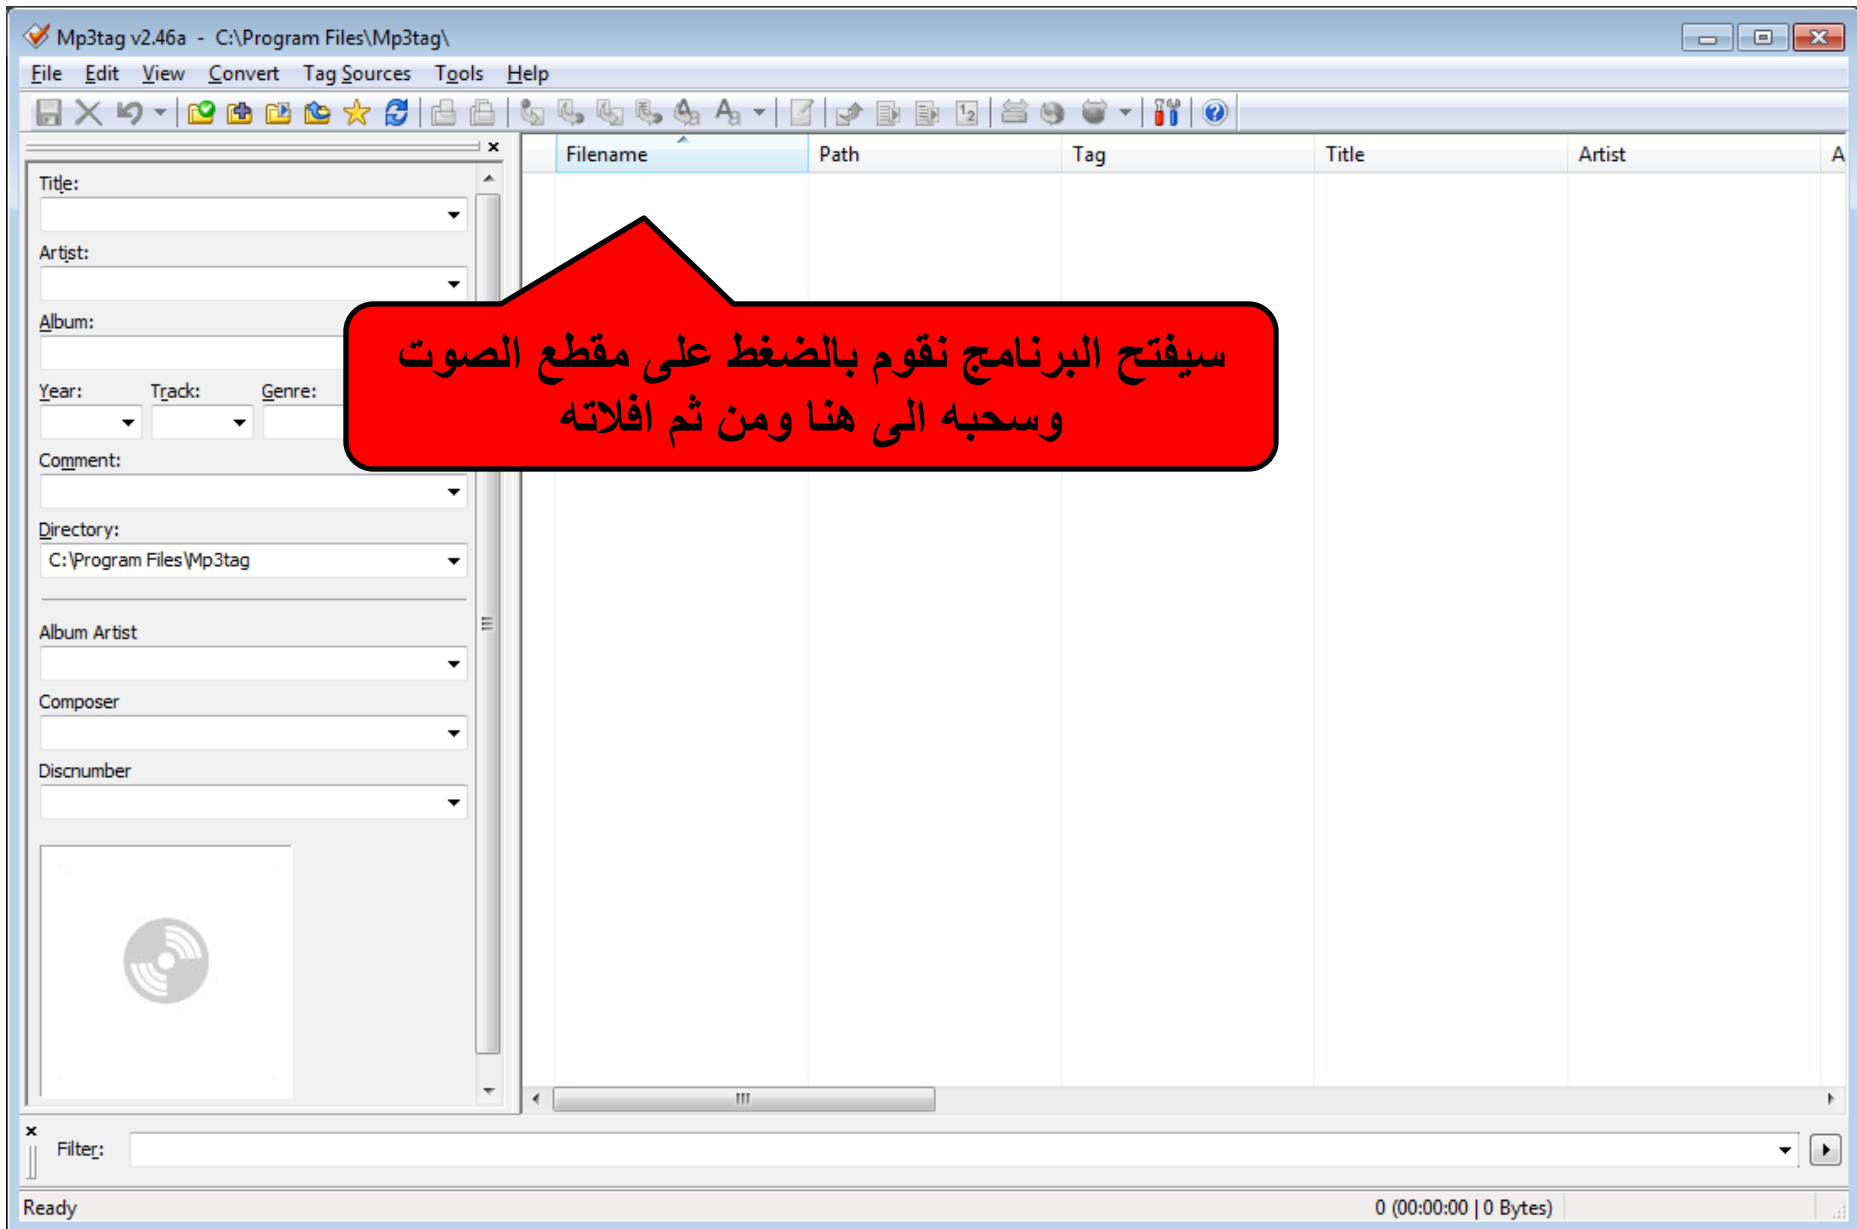 Mp3tag v2.46a - C:\Program Files\Mp3tag\
File Edit View Convert Tag Sources Tools Help
Filename Path Tag Title Artist A
Title:
Artist:
Album:
سيفتح البرنامج نقوم بالضغط على مقطع الصوت
وسحبه الى هنا ومن ثم افلاته
Year: Track: Genre:
Comment:
Directory:
C:\Program Files\Mp3tag
Album Artist
Composer
Discnumber
Filter:
Ready 0 (00:00:00 | 0 Bytes)